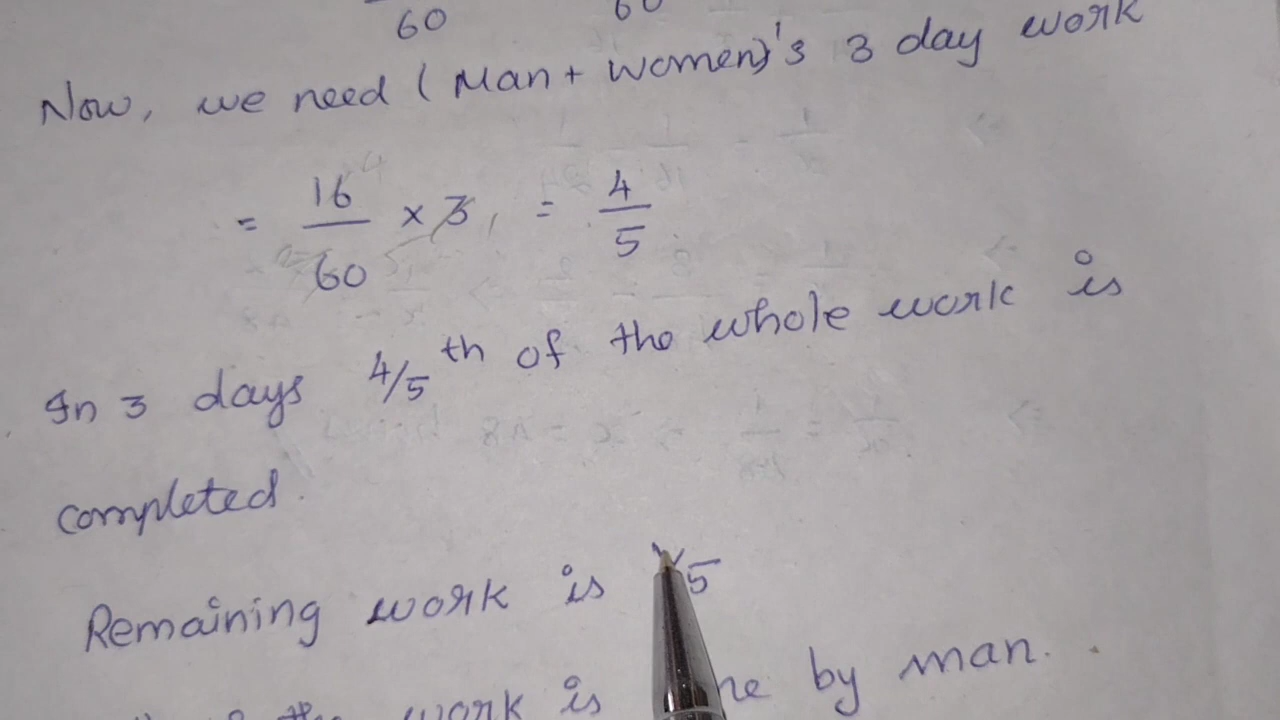 60 60
Now, we need (Man + Women)'s 3 day work
= 16/60 × 3 = 4/5
In 3 days 4/5th of the whole work is
completed.
Remaining work is 1/5
work is by man.